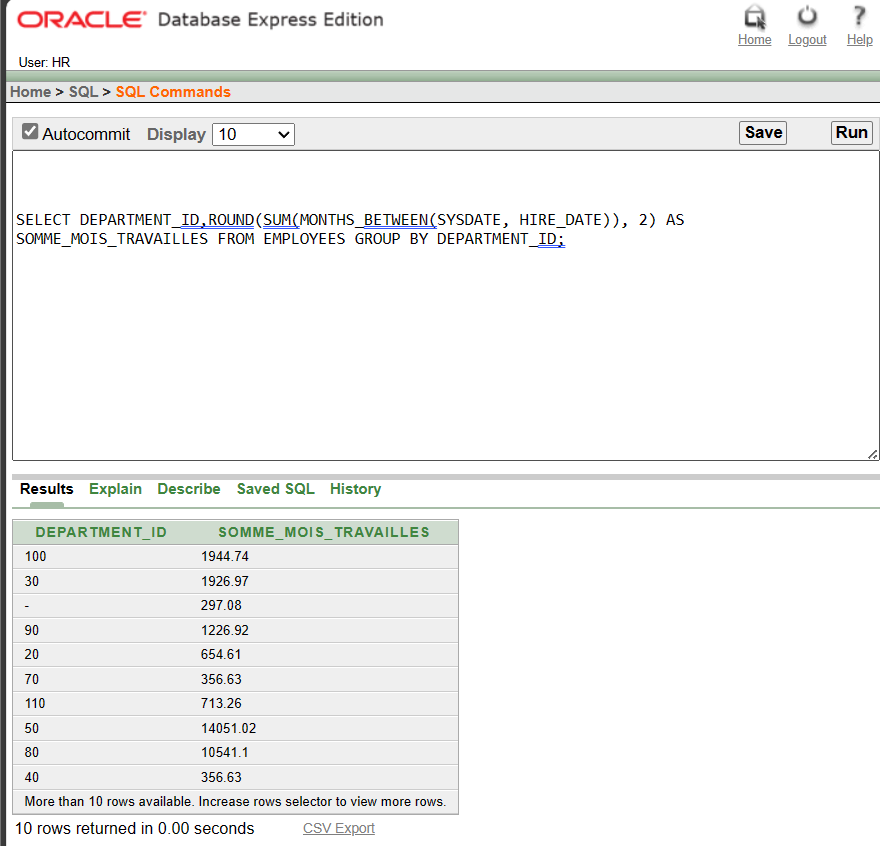 ORACLE Database Express Edition
Home Logout Help
User: HR
Home > SQL > SQL Commands
Autocommit Display 10 Save Run
SELECT DEPARTMENT_ID,ROUND(SUM(MONTHS_BETWEEN(SYSDATE, HIRE_DATE)), 2) AS
SOMME_MOIS_TRAVAILLES FROM EMPLOYEES GROUP BY DEPARTMENT_ID;
Results Explain Describe Saved SQL History
DEPARTMENT_ID SOMME_MOIS_TRAVAILLES
100 1944.74
30 1926.97
- 297.08
90 1226.92
20 654.61
70 356.63
110 713.26
50 14051.02
80 10541.1
40 356.63
More than 10 rows available. Increase rows selector to view more rows.
10 rows returned in 0.00 seconds CSV Export